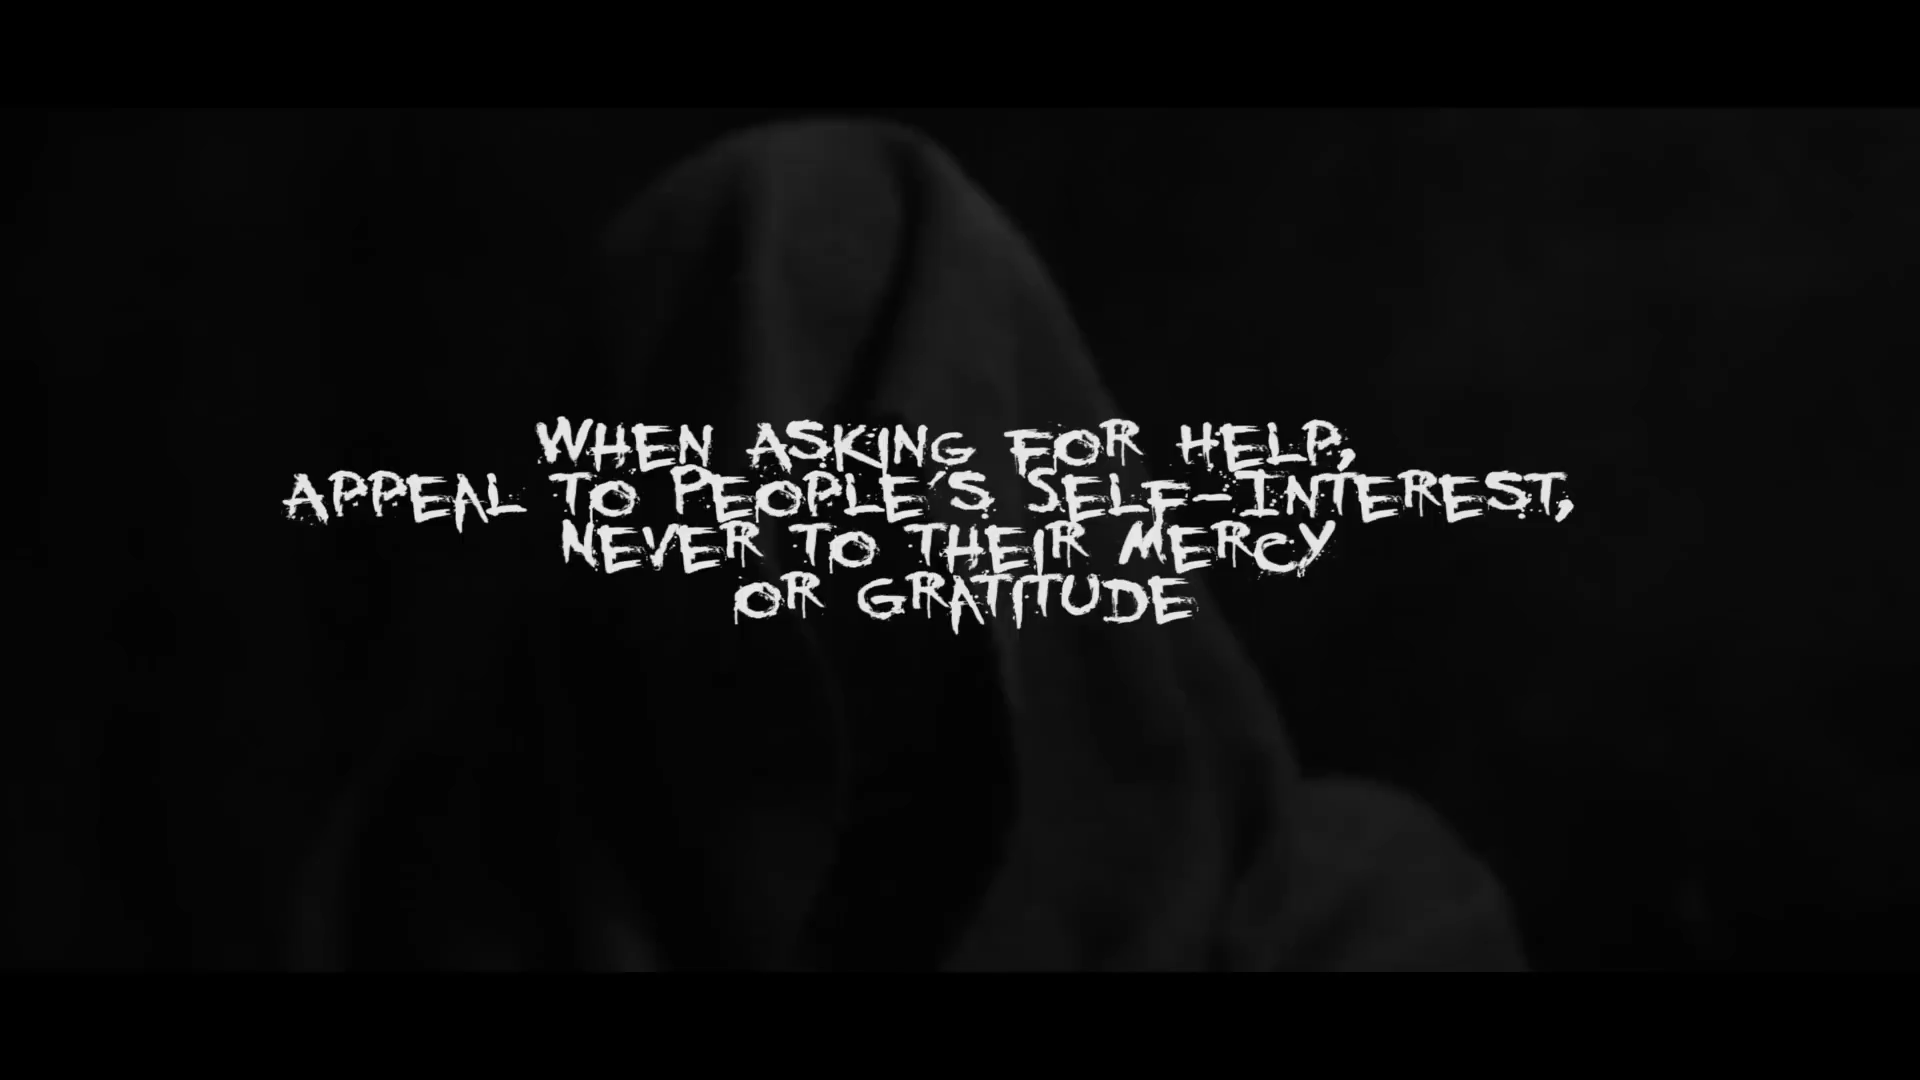 WHEN ASKING FOR HELP,
APPEAL TO PEOPLE'S SELF-INTEREST,
NEVER TO THEIR MERCY
OR GRATITUDE